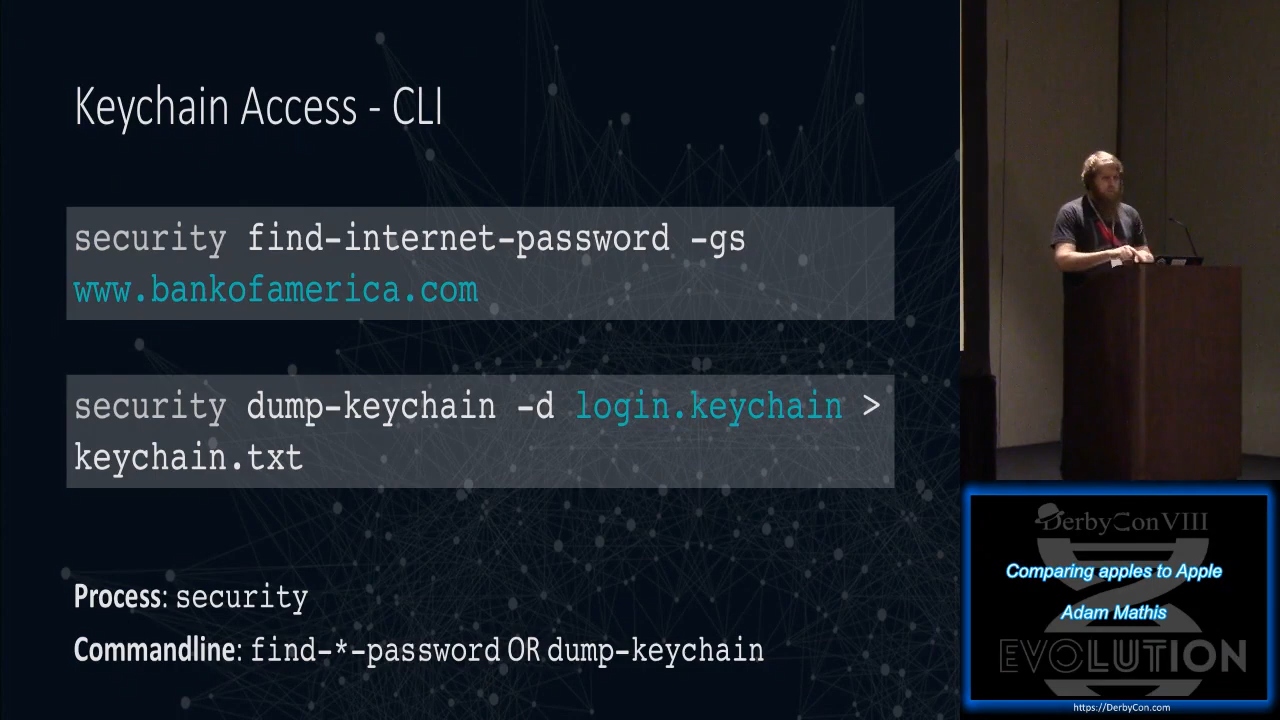 Keychain Access - CLI
security find-internet-password -gs
www.bankofamerica.com
security dump-keychain -d login.keychain >
keychain.txt
Process: security
Commandline: find-*-password OR dump-keychain
DerbyCon VIII
Comparing apples to Apple
Adam Mathis
EVOLUTION
https://DerbyCon.com